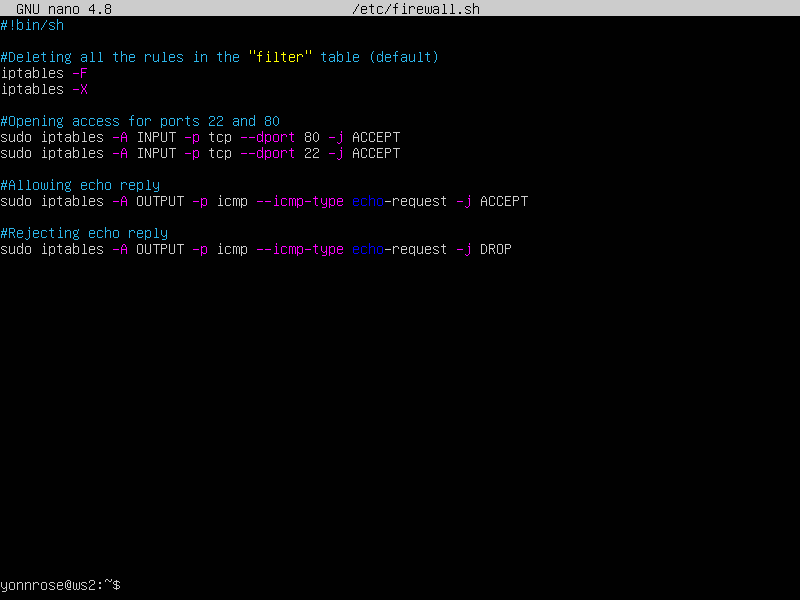 GNU nano 4.8 /etc/firewall.sh
#!bin/sh
#Deleting all the rules in the "filter" table (default)
iptables -F
iptables -X
#Opening access for ports 22 and 80
sudo iptables -A INPUT -p tcp --dport 80 -j ACCEPT
sudo iptables -A INPUT -p tcp --dport 22 -j ACCEPT
#Allowing echo reply
sudo iptables -A OUTPUT -p icmp --icmp-type echo-request -j ACCEPT
#Rejecting echo reply
sudo iptables -A OUTPUT -p icmp --icmp-type echo-request -j DROP
yonnrose@ws2:~$